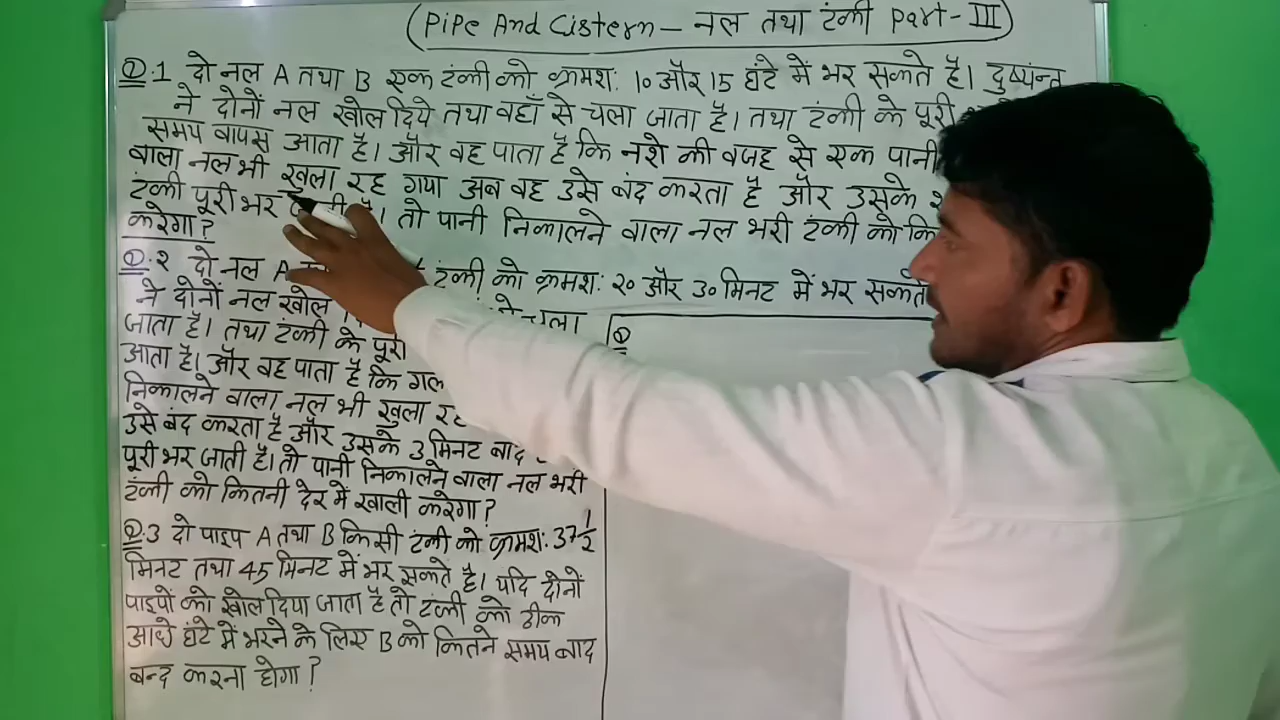 (Pipe And Cistern – नल तथा टंकी Part-III)
Q.1 दो नल A तथा B एक टंकी को क्रमशः 10 और 15 घंटे में भर सकते है। दुष्यंत
ने दोनों नल खोल दिये तथा वहाँ से चला जाता है। तथा टंकी के पूरी
समय वापस आता है। और वह पाता है कि नशे की वजह से एक पानी
वाला नल भी खुला रह गया अब वह उसे बंद करता है और उसके
टंकी पूरी भर है। तो पानी निकालने वाला नल भरी टंकी को
करेगा?
Q.2 दो नल A टंकी को क्रमशः 20 और 30 मिनट में भर सकते
ने दोनों नल खोल चला
जाता है। तथा टंकी के पूरी
आता है। और वह पाता है कि
निकालने वाला नल भी खुला
उसे बंद करता है और उसके 3 मिनट बाद
पूरी भर जाती है। तो पानी निकालने वाला नल भरी
टंकी को कितनी देर में खाली करेगा?
Q.3 दो पाइप A तथा B किसी टंकी को क्रमशः 37 1/2
मिनट तथा 45 मिनट में भर सकते है। यदि दोनों
पाइपों को खोल दिया जाता है तो टंकी को ठीक
आधे घंटे में भरने के लिए B को कितने समय बाद
बन्द करना होगा?
Q